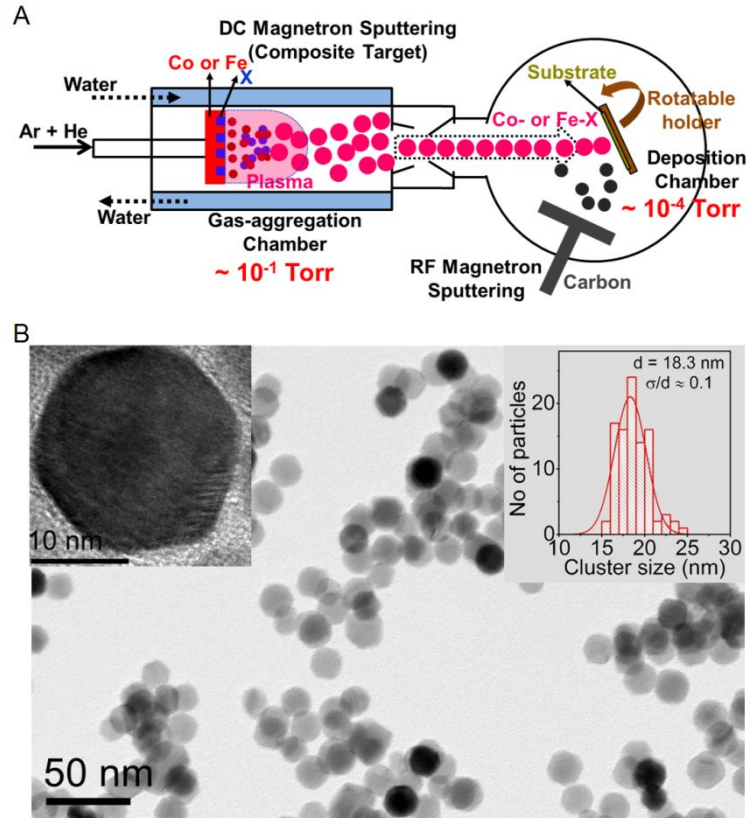 A
DC Magnetron Sputtering
(Composite Target)
Co or Fe
X
Water
Ar + He
Plasma
Water
Gas-aggregation
Chamber
~ 10⁻¹ Torr
Co- or Fe-X
Substrate
Rotatable
holder
Deposition
Chamber
~ 10⁻⁴ Torr
RF Magnetron
Sputtering
Carbon
B
10 nm
50 nm
d = 18.3 nm
σ/d ≈ 0.1
No of particles
20
10
0
10 15 20 25 30
Cluster size (nm)